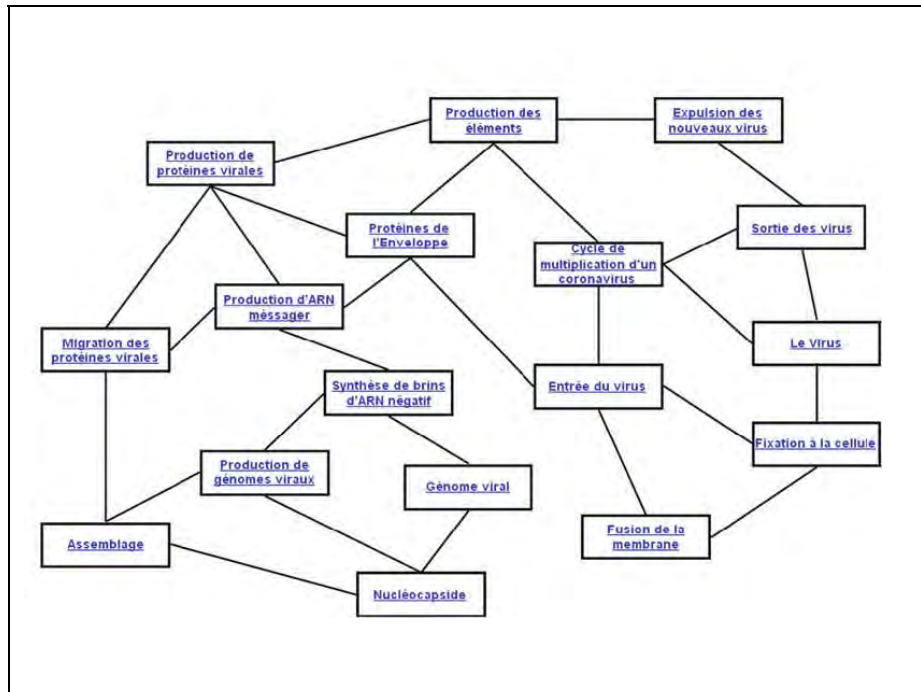 Production des
éléments
Expulsion des
nouveaux virus
Production de
protéines virales
Protéines de
l'Enveloppe
Sortie des virus
Cycle de
multiplication d'un
coronavirus
Production d'ARN
méssager
Migration des
protéines virales
Le Virus
Synthèse de brins
d'ARN négatif
Entrée du virus
Fixation à la cellule
Production de
génomes viraux
Génome viral
Fusion de la
membrane
Assemblage
Nucléocapside